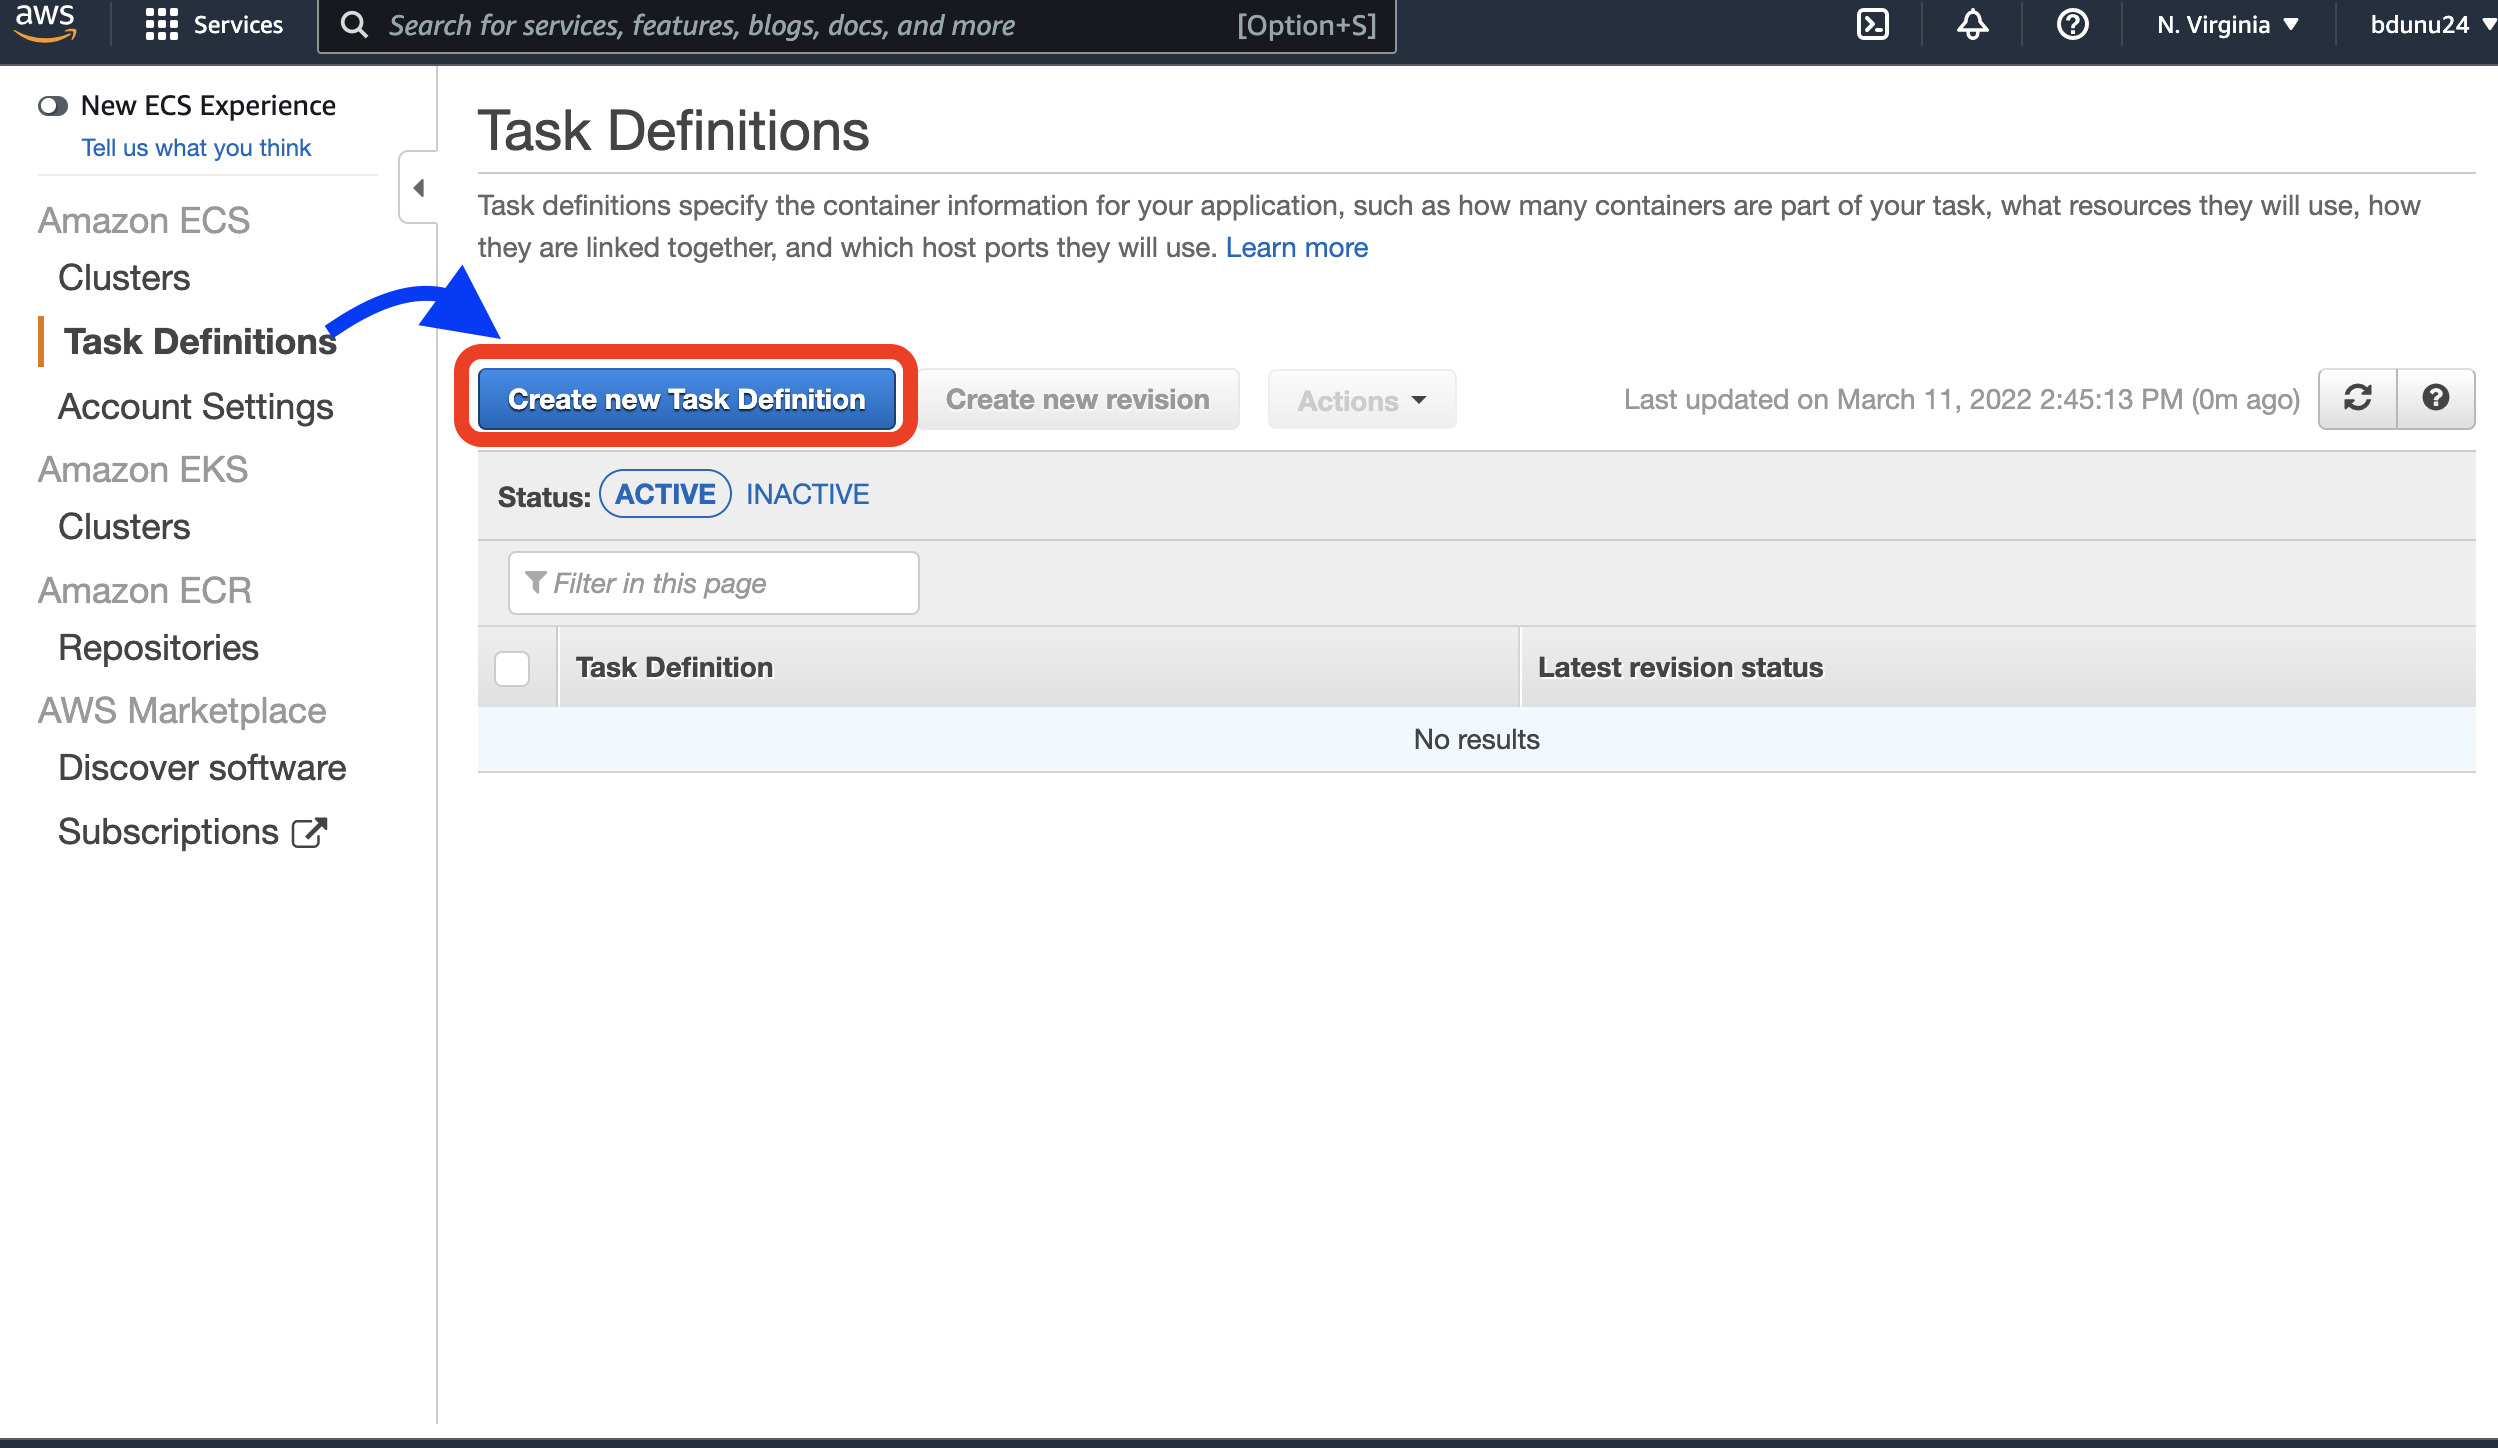 aws Services Search for services, features, blogs, docs, and more [Option+S] N. Virginia bdunu24
New ECS Experience
Tell us what you think
Amazon ECS
Clusters
Task Definitions
Account Settings
Amazon EKS
Clusters
Amazon ECR
Repositories
AWS Marketplace
Discover software
Subscriptions
Task Definitions
Task definitions specify the container information for your application, such as how many containers are part of your task, what resources they will use, how
they are linked together, and which host ports they will use. Learn more
Create new Task Definition Create new revision Actions Last updated on March 11, 2022 2:45:13 PM (0m ago)
Status: ACTIVE INACTIVE
Filter in this page
Task Definition Latest revision status
No results